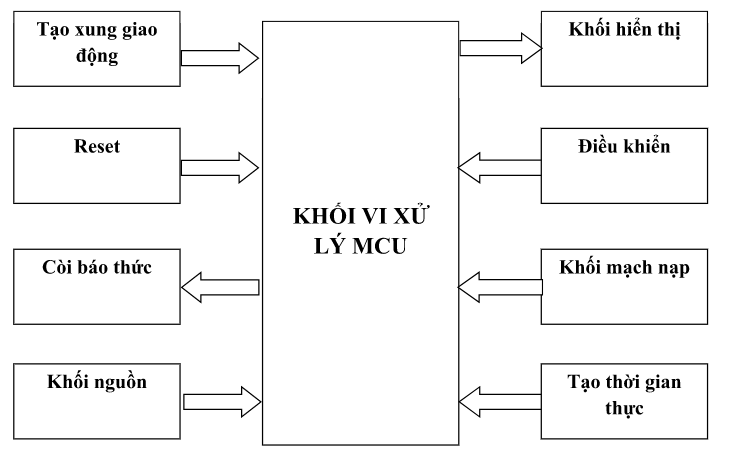 Tạo xung giao
động
Khối hiển thị
Reset
Điều khiển
KHỐI VI XỬ
LÝ MCU
Còi báo thức
Khối mạch nạp
Khối nguồn
Tạo thời gian
thực